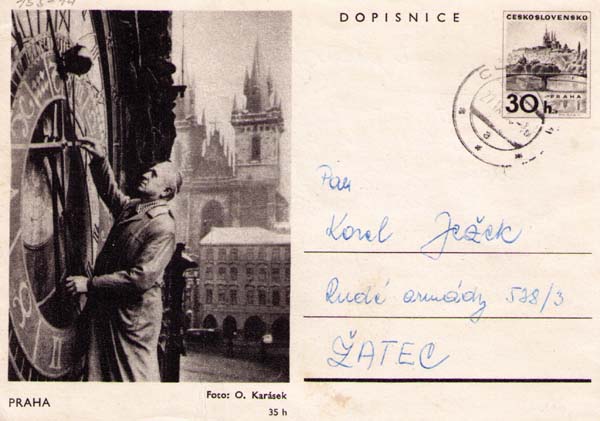 DOPISNICE
ČESKOSLOVENSKO
PRAHA
30 h
Pan
Karel Ježek
Rudé armády 538/3
ŽATEC
PRAHA
Foto: O. Karásek
35 h